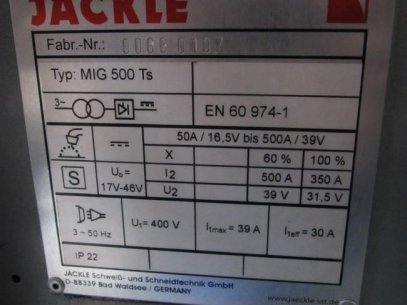 JÄCKLE
Fabr.-Nr.:
Typ: MIG 500 Ts
3~
EN 60 974-1
50A / 16,5V bis 500A / 39V
X 60 % 100 %
S U₀ = 17V-46V
I2 500 A 350 A
U2 39 V 31,5 V
3 ~ 50 Hz
U₁= 400 V I₁max = 39 A I₁eff = 30 A
IP 22
JÄCKLE Schweiß- und Schneidtechnik GmbH
D-88339 Bad Waldsee / GERMANY
www.jaeckle-sst.de